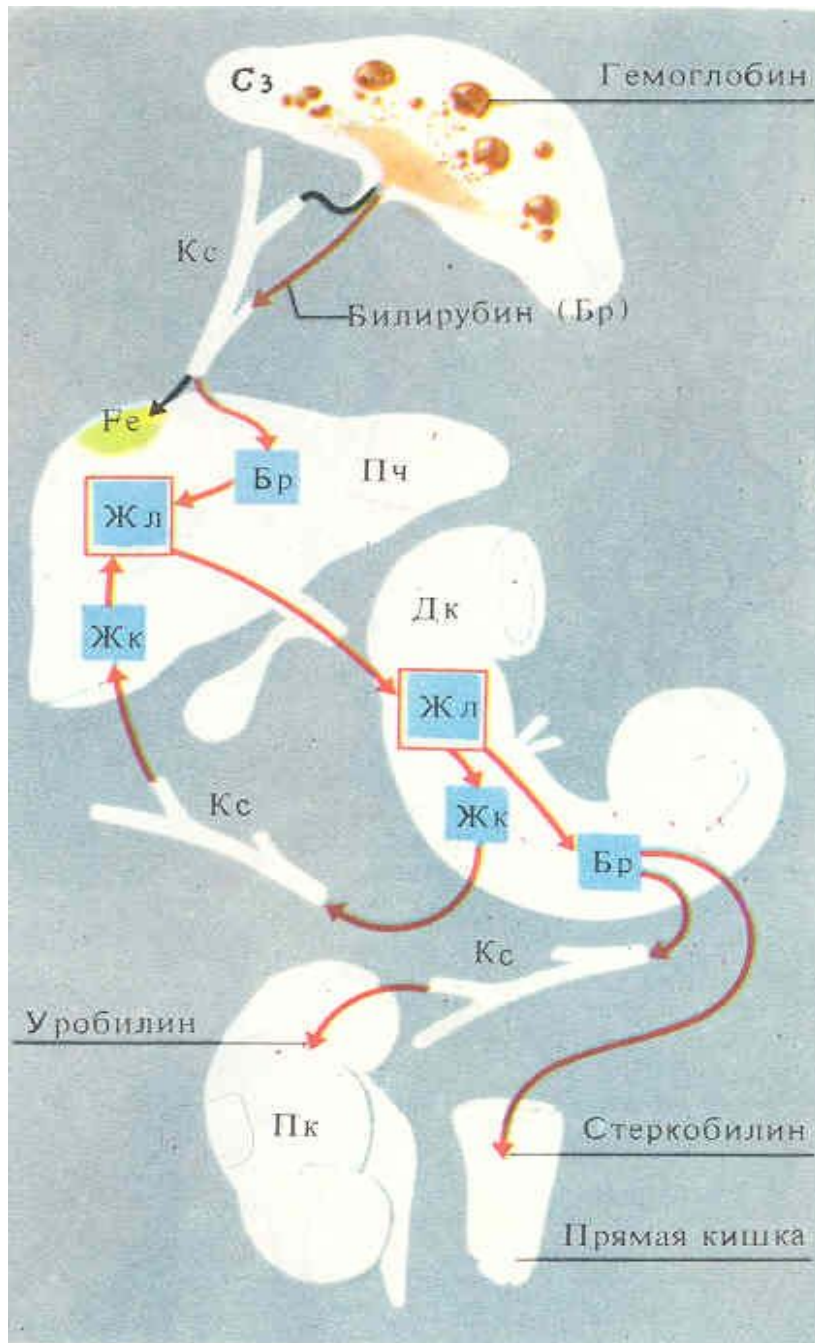 Сз
Гемоглобин
Кс
Билирубин (Бр)
Fe
Бр
Пч
Жл
Жк
Дк
Жл
Кс
Жк
Бр
Кс
Уробилин
Пк
Стеркобилин
Прямая кишка